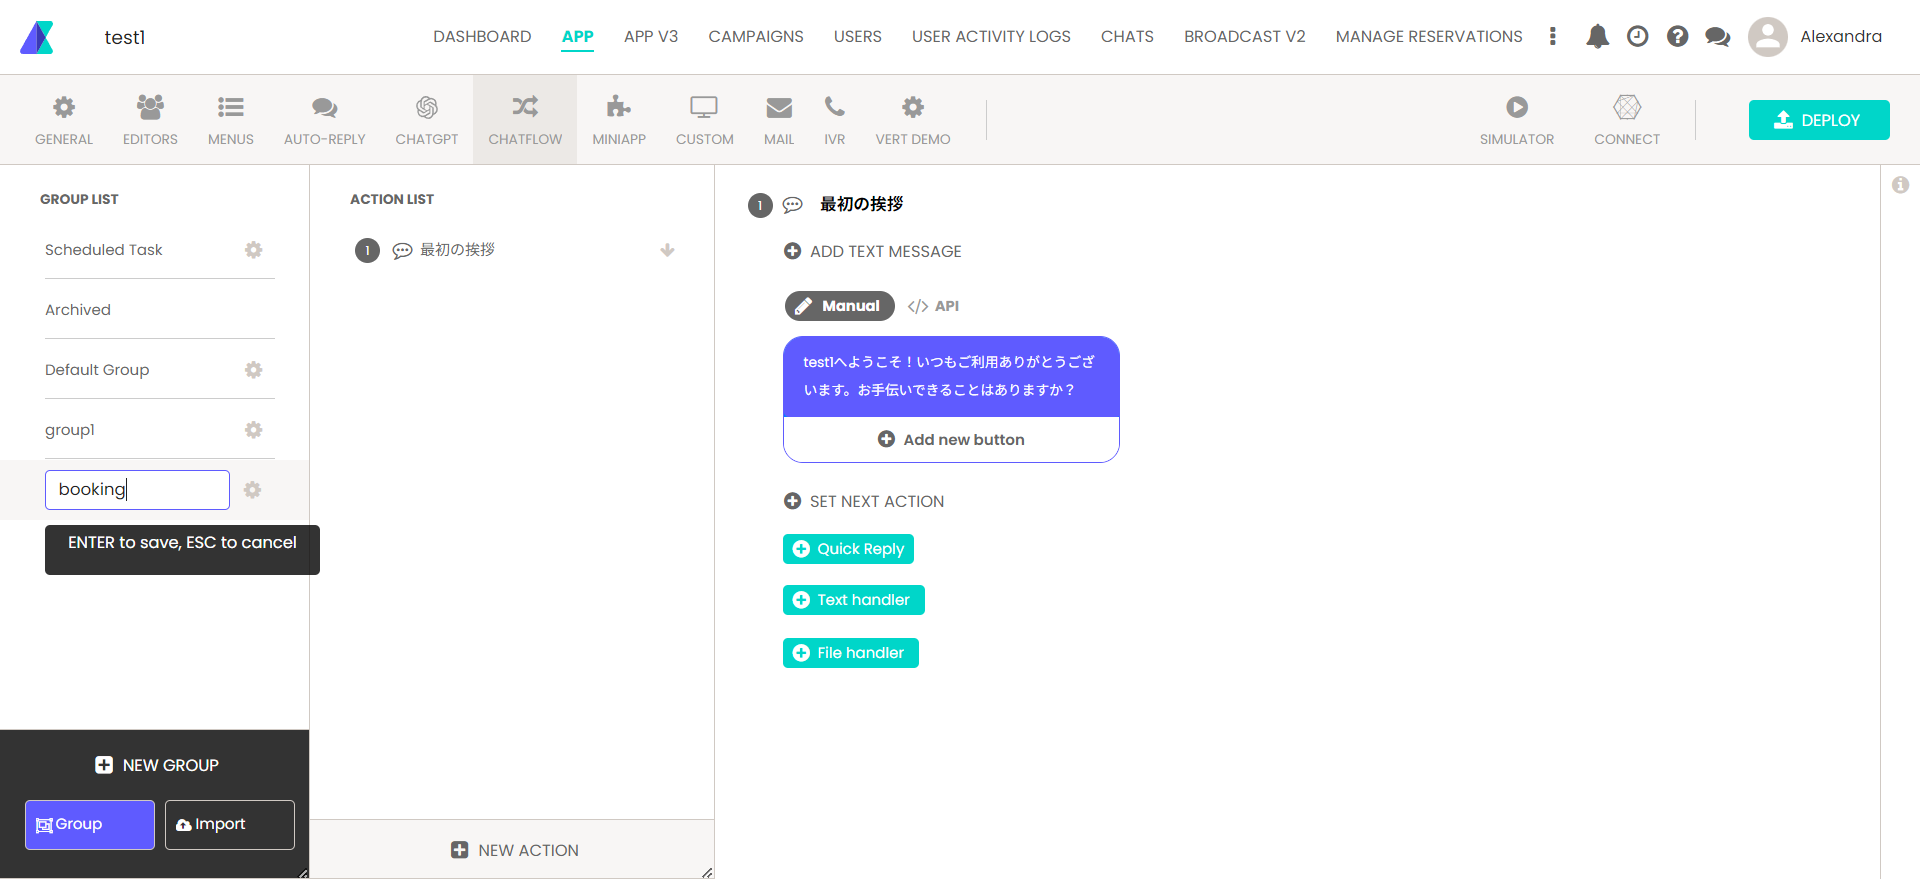 test1
DASHBOARD
APP
APP V3
CAMPAIGNS
USERS
USER ACTIVITY LOGS
CHATS
BROADCAST V2
MANAGE RESERVATIONS
Alexandra
GENERAL
EDITORS
MENUS
AUTO-REPLY
CHATGPT
CHATFLOW
MINIAPP
CUSTOM
MAIL
IVR
VERT DEMO
SIMULATOR
CONNECT
DEPLOY
GROUP LIST
Scheduled Task
Archived
Default Group
group1
booking
ENTER to save, ESC to cancel
NEW GROUP
Group
Import
ACTION LIST
1 最初の挨拶
NEW ACTION
1 最初の挨拶
ADD TEXT MESSAGE
Manual
</> API
test1へようこそ！いつもご利用ありがとうござ
います。お手伝いできることはありますか？
Add new button
SET NEXT ACTION
Quick Reply
Text handler
File handler